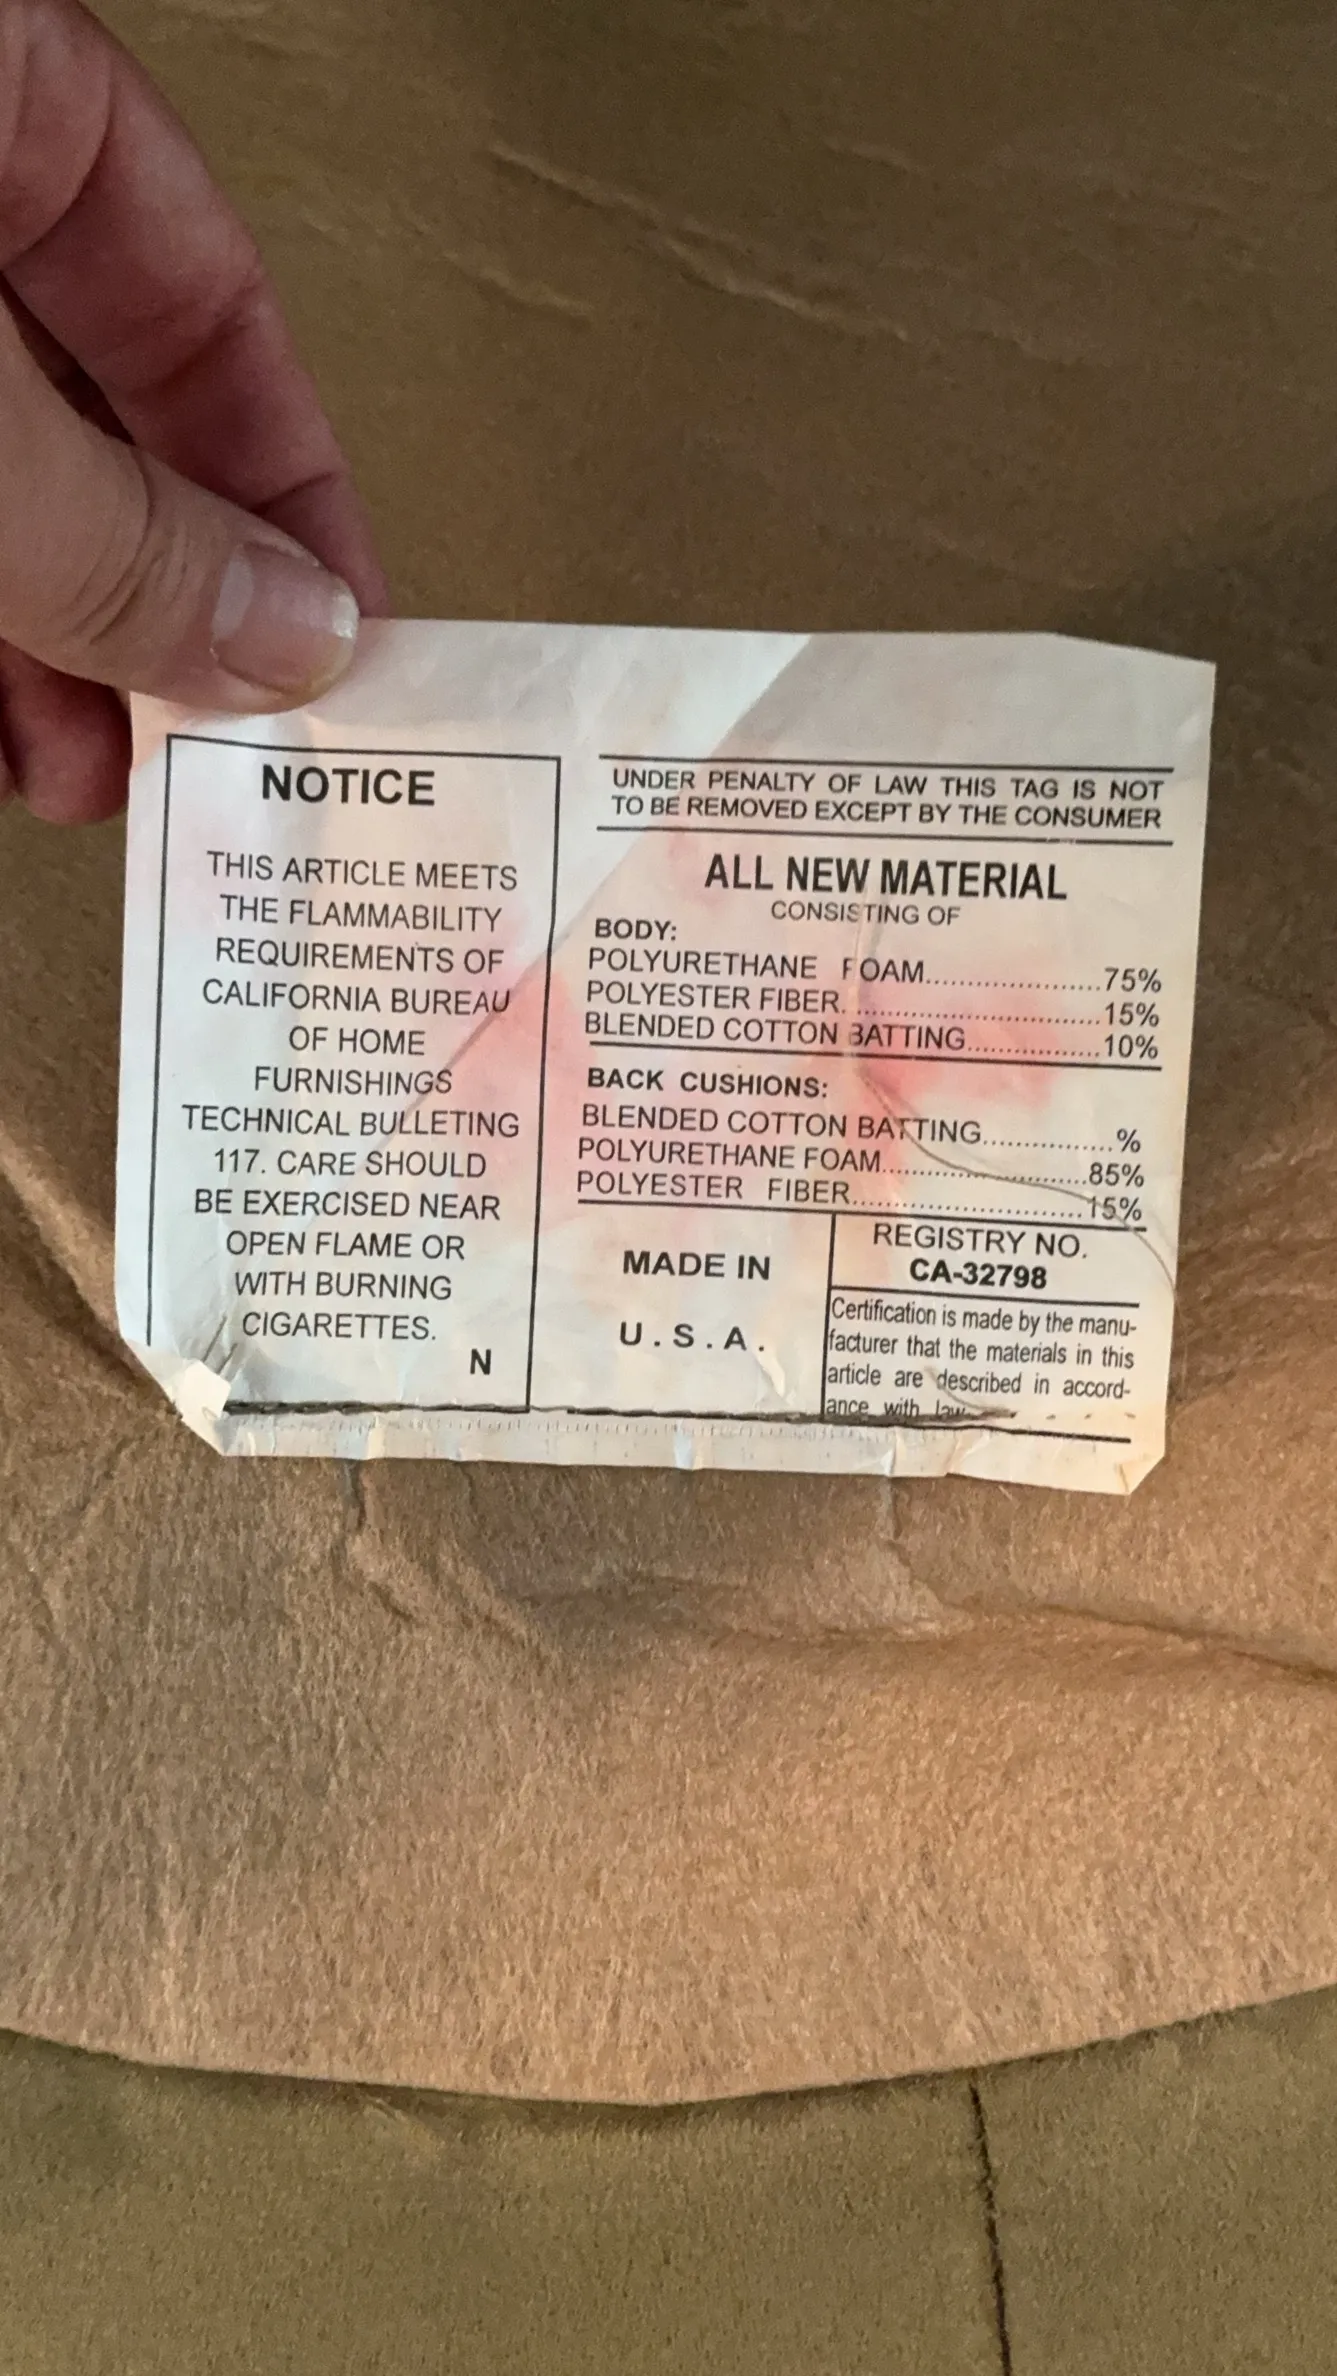 NOTICE
THIS ARTICLE MEETS
THE FLAMMABILITY
REQUIREMENTS OF
CALIFORNIA BUREAU
OF HOME
FURNISHINGS
TECHNICAL BULLETING
117. CARE SHOULD
BE EXERCISED NEAR
OPEN FLAME OR
WITH BURNING
CIGARETTES.
N
UNDER PENALTY OF LAW THIS TAG IS NOT
TO BE REMOVED EXCEPT BY THE CONSUMER
ALL NEW MATERIAL
CONSISTING OF
BODY:
POLYURETHANE FOAM......................75%
POLYESTER FIBER. ...............................15%
BLENDED COTTON BATTING.................10%
BACK CUSHIONS:
BLENDED COTTON BATTING................%
POLYURETHANE FOAM.........................85%
POLYESTER FIBER............................15%
MADE IN
U.S.A.
REGISTRY NO.
CA-32798
Certification is made by the manu-
facturer that the materials in this
article are described in accord-
ance with law.